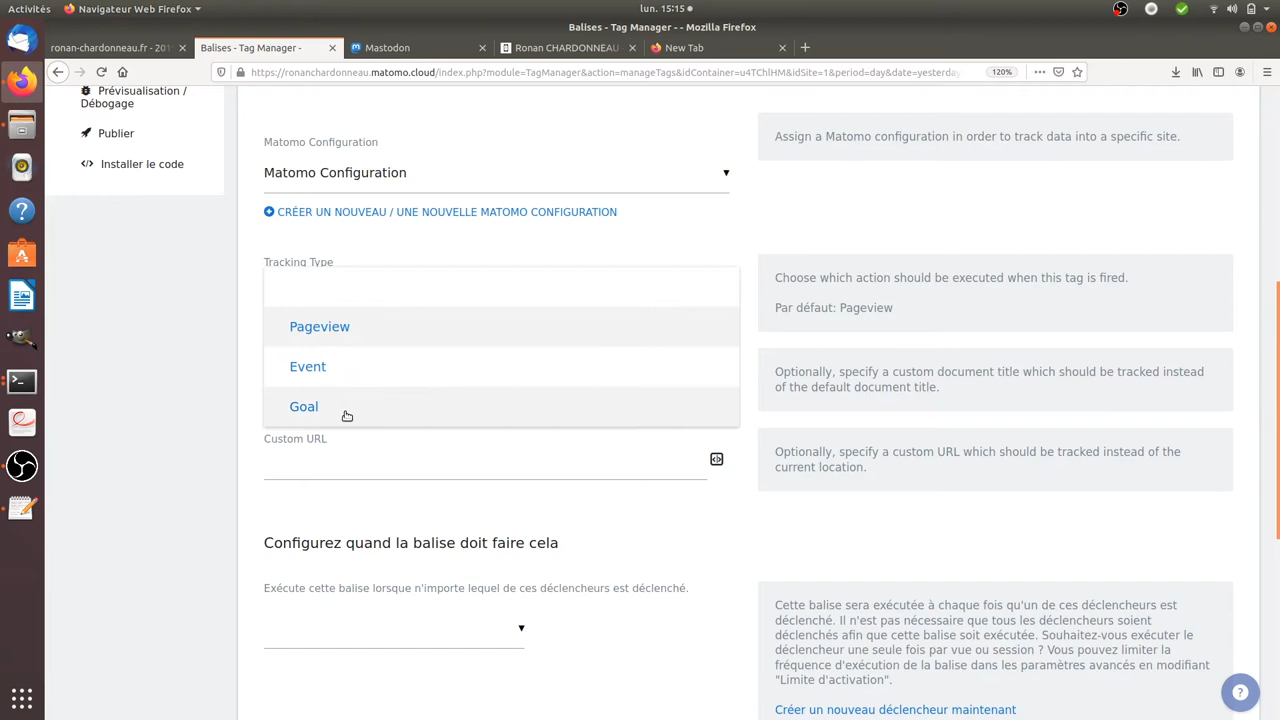 Activités
Navigateur Web Firefox
lun. 15:15
Balises - Tag Manager - - Mozilla Firefox
ronan-chardonneau.fr - 201
Balises - Tag Manager -
Mastodon
Ronan CHARDONNEAU
New Tab
https://ronanchardonneau.matomo.cloud/index.php?module=TagManager&action=manageTags&idContainer=u4TChlHM&idSite=1&period=day&date=yesterday
120%
Prévisualisation /
Débogage
Publier
Installer le code
Matomo Configuration
Matomo Configuration
CRÉER UN NOUVEAU / UNE NOUVELLE MATOMO CONFIGURATION
Assign a Matomo configuration in order to track data into a specific site.
Tracking Type
Pageview
Event
Goal
Choose which action should be executed when this tag is fired.
Par défaut: Pageview
Optionally, specify a custom document title which should be tracked instead
of the default document title.
Custom URL
Optionally, specify a custom URL which should be tracked instead of the
current location.
Configurez quand la balise doit faire cela
Exécute cette balise lorsque n'importe lequel de ces déclencheurs est déclenché.
Cette balise sera exécutée à chaque fois qu'un de ces déclencheurs est
déclenché. Il n'est pas nécessaire que tous les déclencheurs soient
déclenchés afin que cette balise soit exécutée. Souhaitez-vous exécuter le
déclencheur une seule fois par vue ou session ? Vous pouvez limiter la
fréquence d'exécution de la balise dans les paramètres avancés en modifiant
"Limite d'activation".
Créer un nouveau déclencheur maintenant